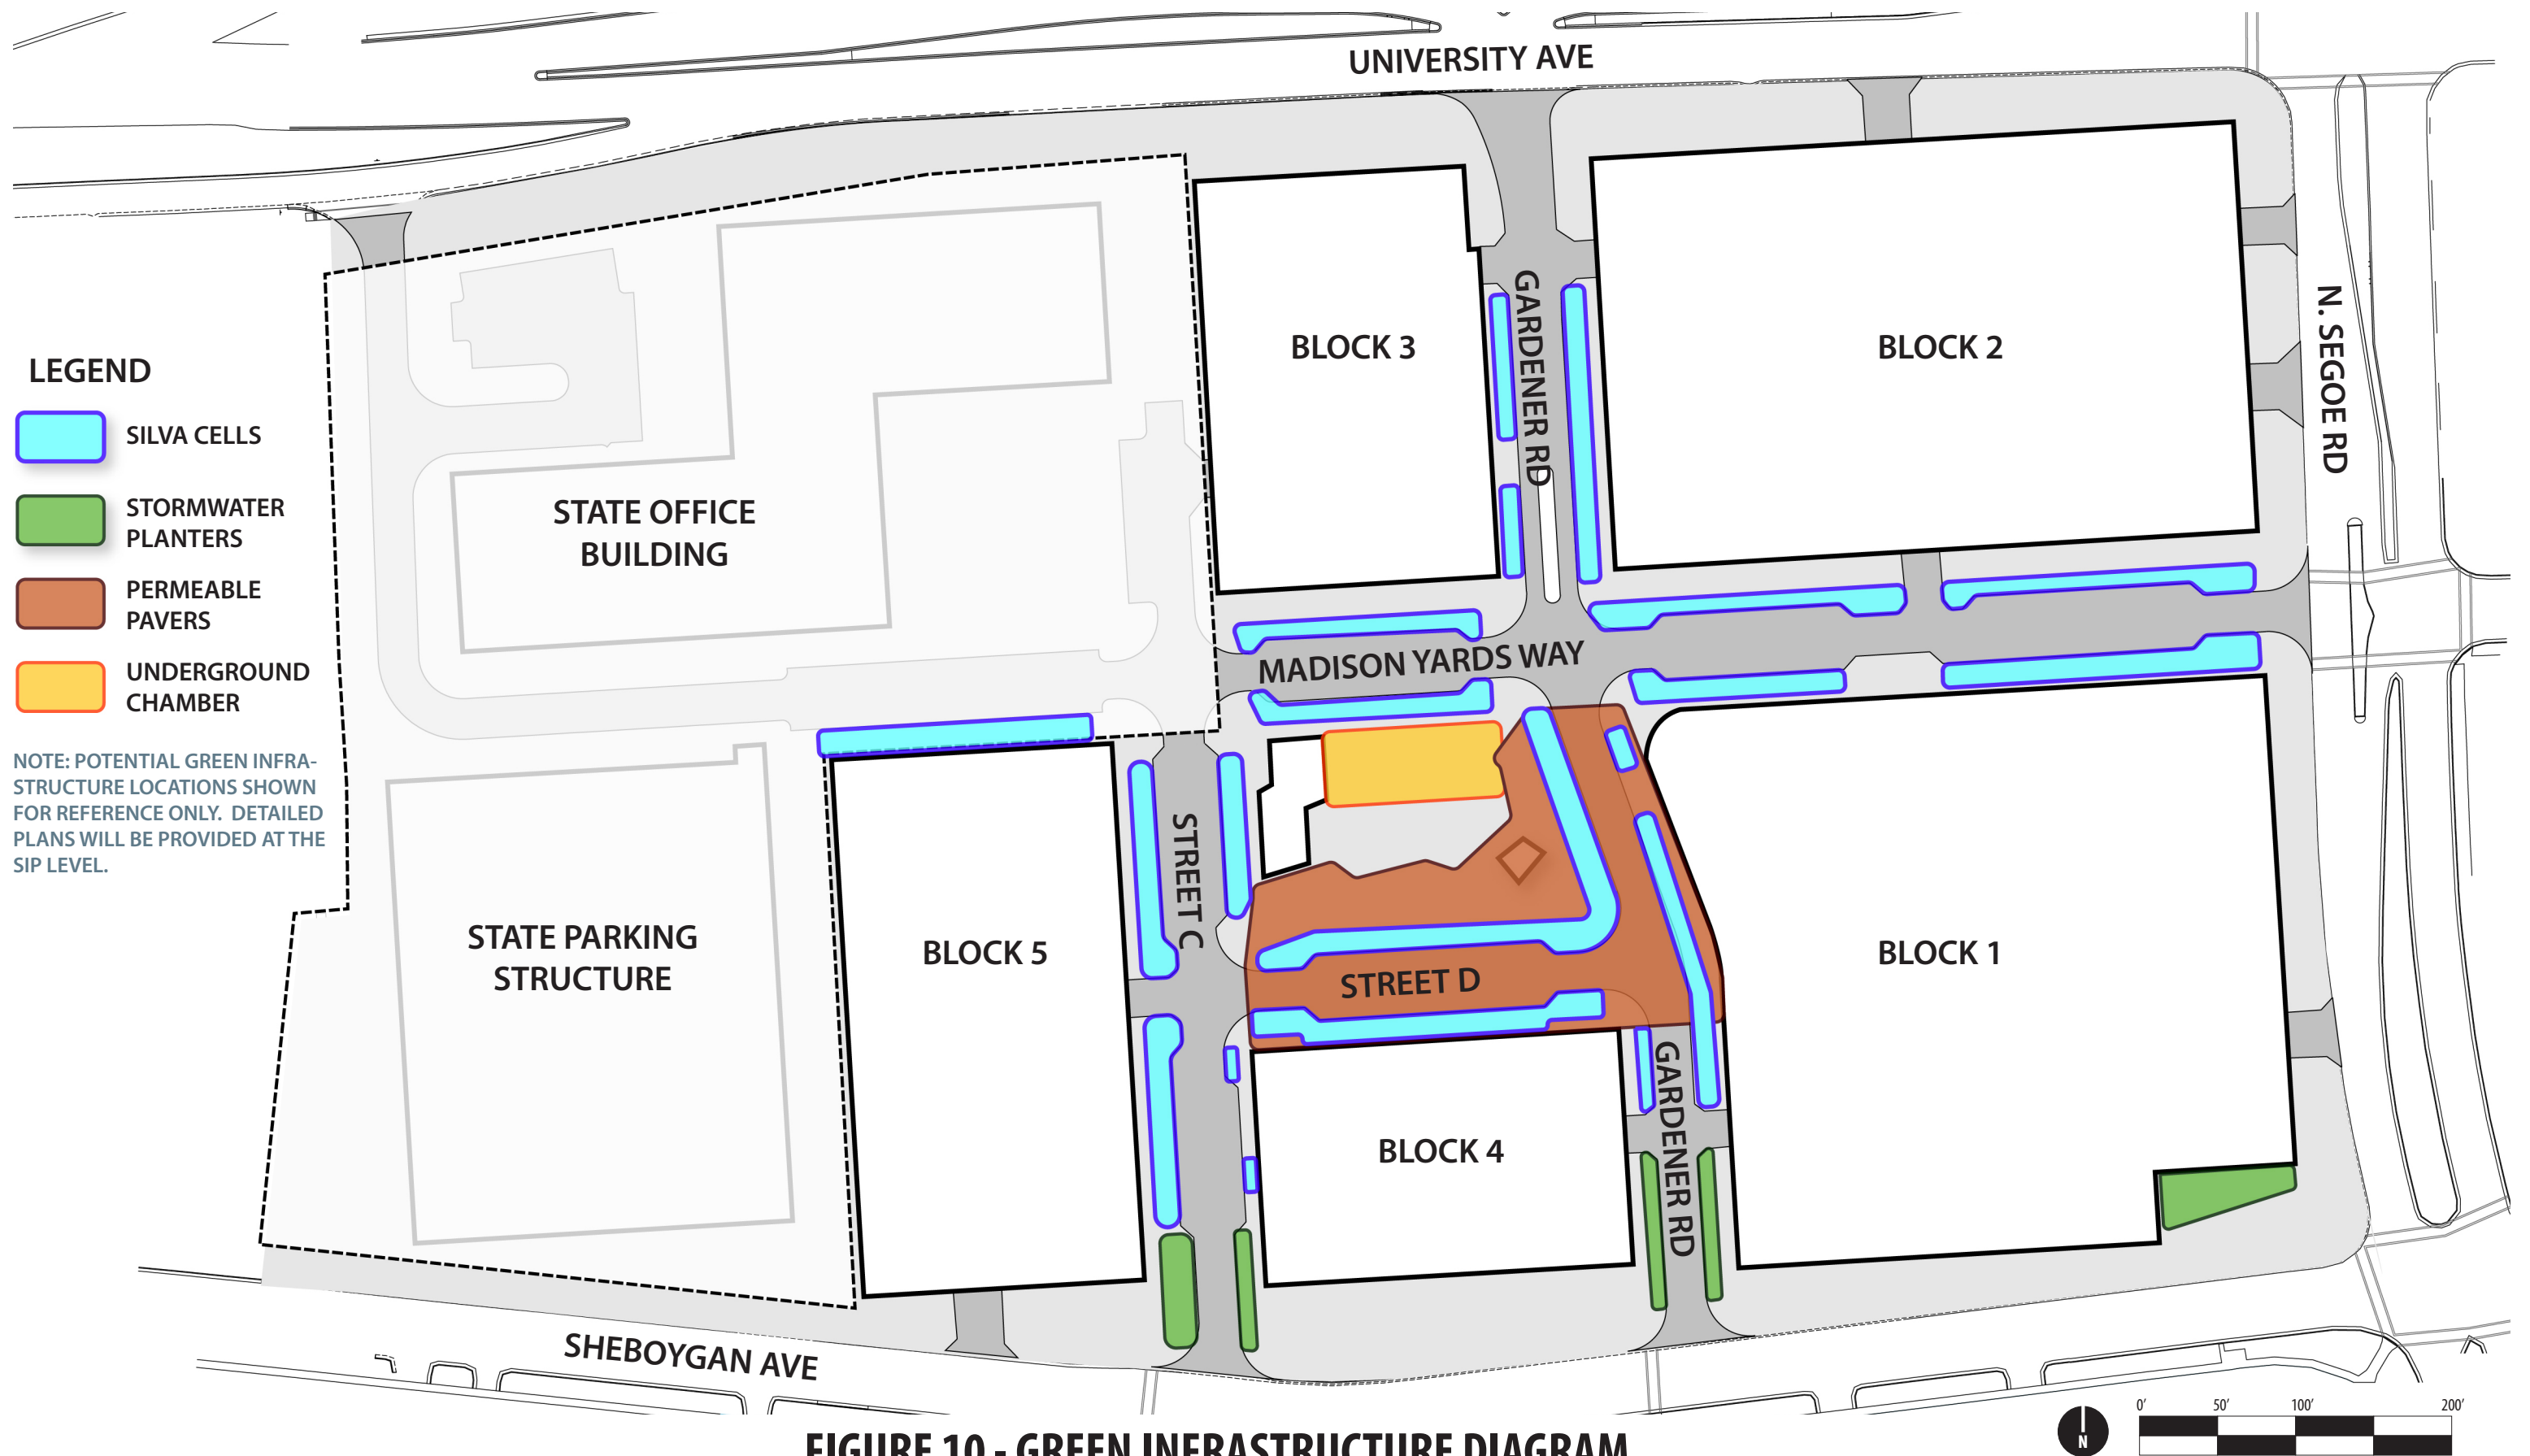 UNIVERSITY AVE
N. SEGOE RD
GARDENER RD
BLOCK 3
BLOCK 2
LEGEND
SILVA CELLS
STORMWATER
PLANTERS
PERMEABLE
PAVERS
UNDERGROUND
CHAMBER
NOTE: POTENTIAL GREEN INFRA-
STRUCTURE LOCATIONS SHOWN
FOR REFERENCE ONLY. DETAILED
PLANS WILL BE PROVIDED AT THE
SIP LEVEL.
STATE OFFICE
BUILDING
MADISON YARDS WAY
STATE PARKING
STRUCTURE
BLOCK 5
STREET C
STREET D
BLOCK 1
BLOCK 4
GARDENER RD
SHEBOYGAN AVE
N
0' 50' 100' 200'
FIGURE 10 - GREEN INFRASTRUCTURE DIAGRAM